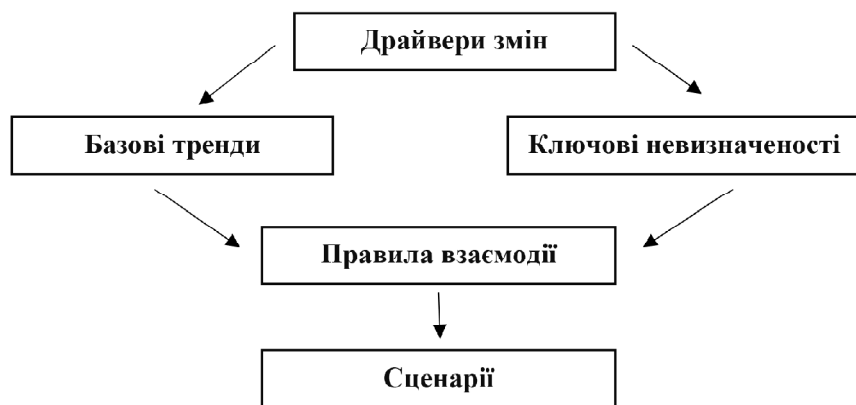 Драйвери змін
Базові тренди
Ключові невизначеності
Правила взаємодії
Сценарії